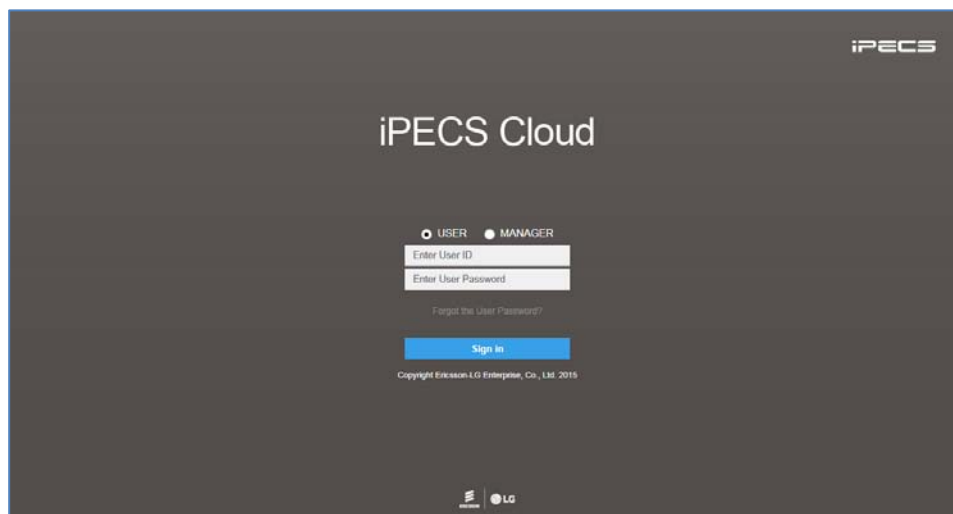 iPECS
iPECS Cloud
USER MANAGER
Enter User ID
Enter User Password
Forgot the User Password?
Sign in
Copyright Ericsson-LG Enterprise, Co., Ltd. 2015
ERICSSON LG